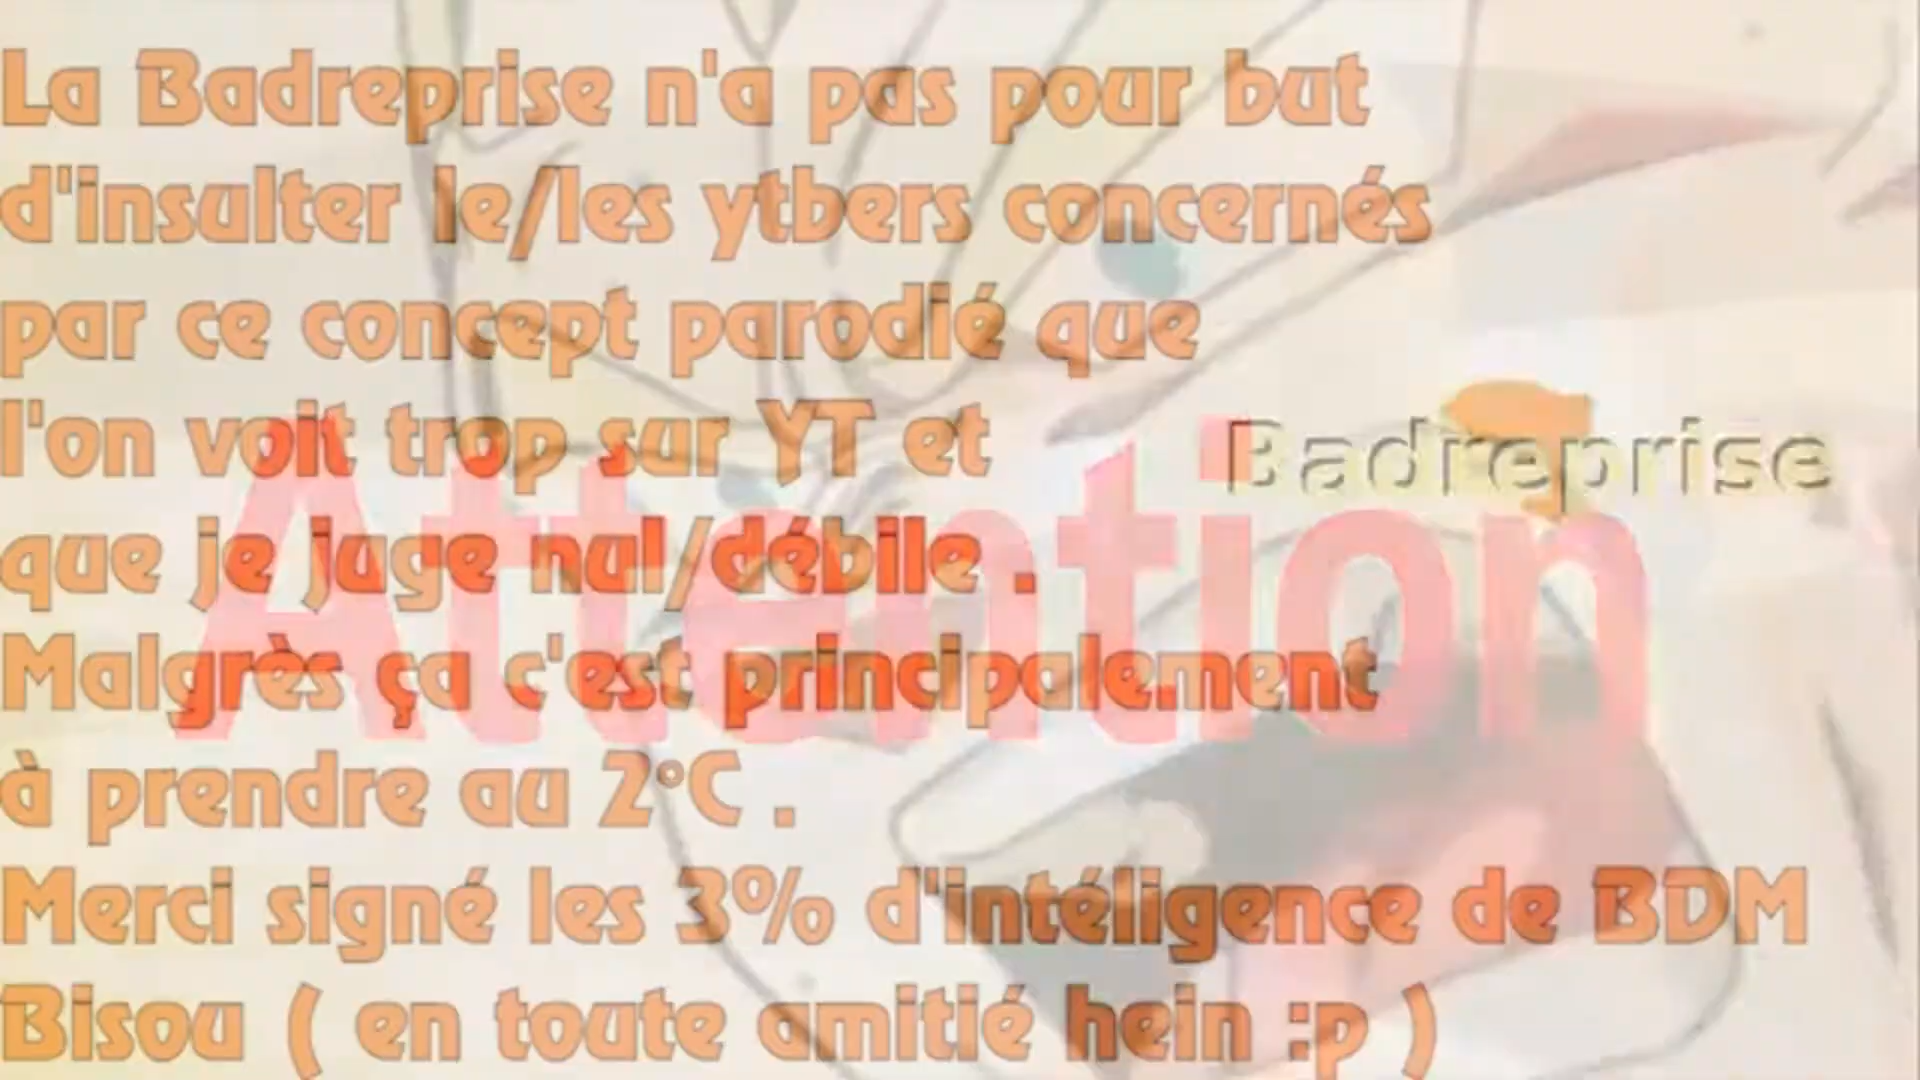 La Badreprise n'a pas pour but
d'insulter le/les ytbers concernés
par ce concept parodié que
l'on voit trop sur YT et
Badreprise
que je juge nul/débile .
Attention
Malgrès ça c'est principalement
à prendre au 2°C .
Merci signé les 3% d'intéligence de BDM
Bisou ( en toute amitié hein :p )